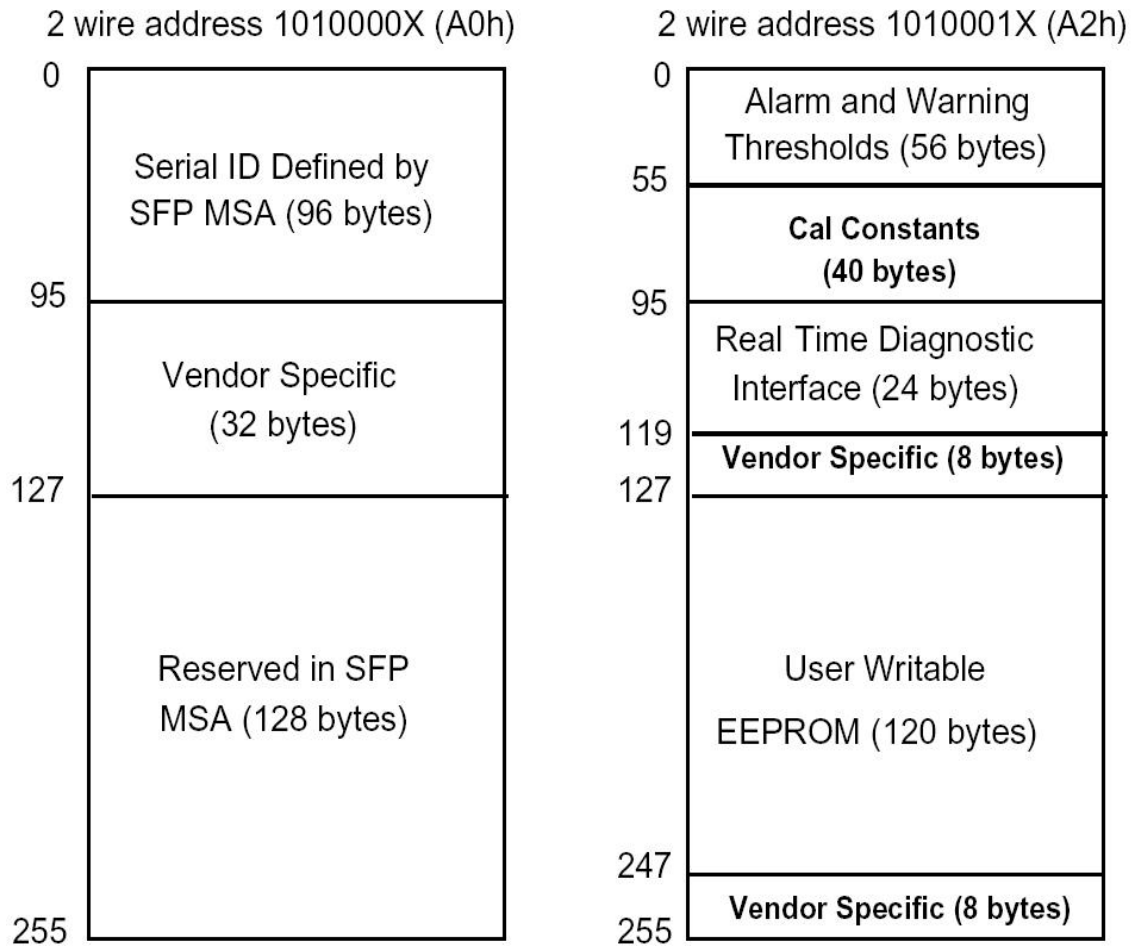 2 wire address 1010000X (A0h)
0
Serial ID Defined by
SFP MSA (96 bytes)
95
Vendor Specific
(32 bytes)
127
Reserved in SFP
MSA (128 bytes)
255
2 wire address 1010001X (A2h)
0
Alarm and Warning
Thresholds (56 bytes)
55
Cal Constants
(40 bytes)
95
Real Time Diagnostic
Interface (24 bytes)
119
Vendor Specific (8 bytes)
127
User Writable
EEPROM (120 bytes)
247
Vendor Specific (8 bytes)
255